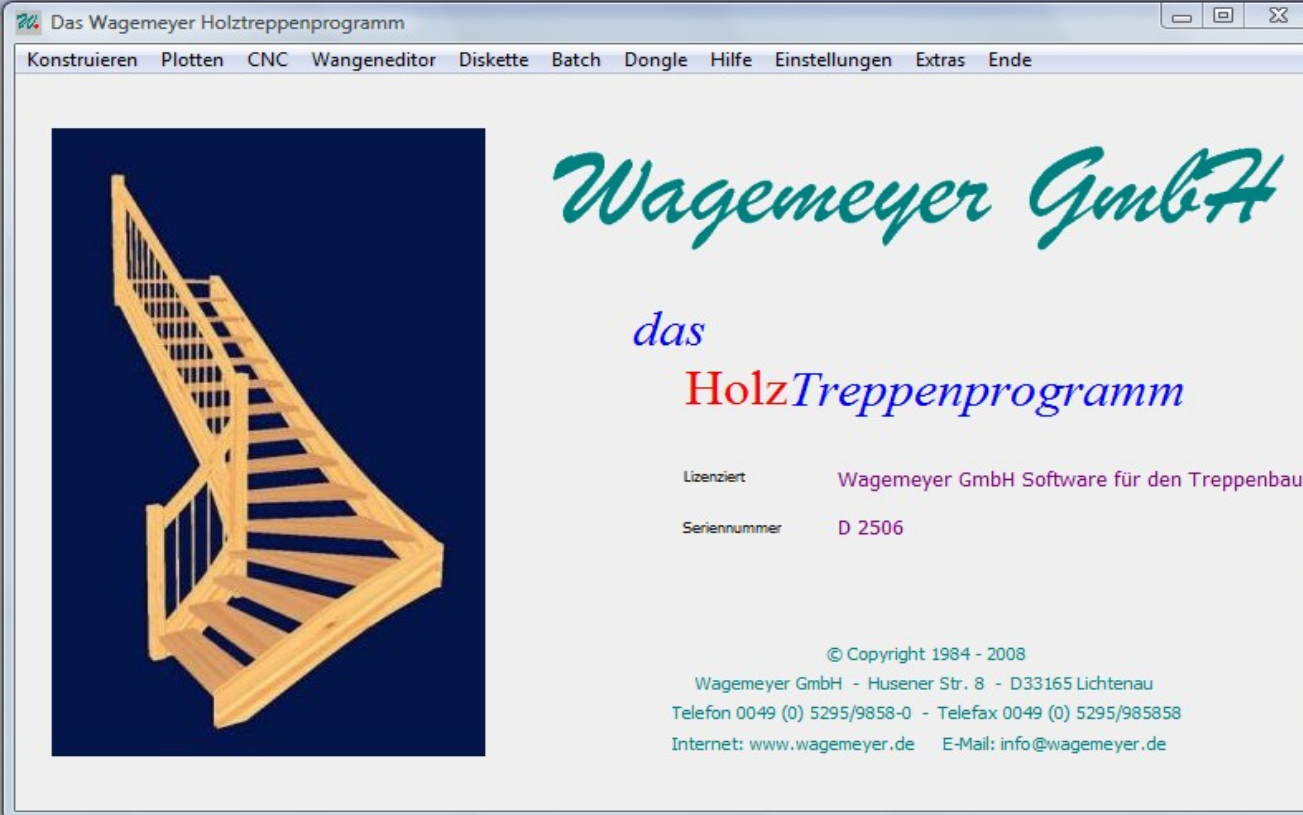 Das Wagemeyer Holztreppenprogramm
Konstruieren Plotten CNC Wangeneditor Diskette Batch Dongle Hilfe Einstellungen Extras Ende
Wagemeyer GmbH
das
HolzTreppenprogramm
Lizenziert Wagemeyer GmbH Software für den Treppenbau
Seriennummer D 2506
© Copyright 1984 - 2008
Wagemeyer GmbH - Husener Str. 8 - D33165 Lichtenau
Telefon 0049 (0) 5295/9858-0 - Telefax 0049 (0) 5295/985858
Internet: www.wagemeyer.de E-Mail: info@wagemeyer.de